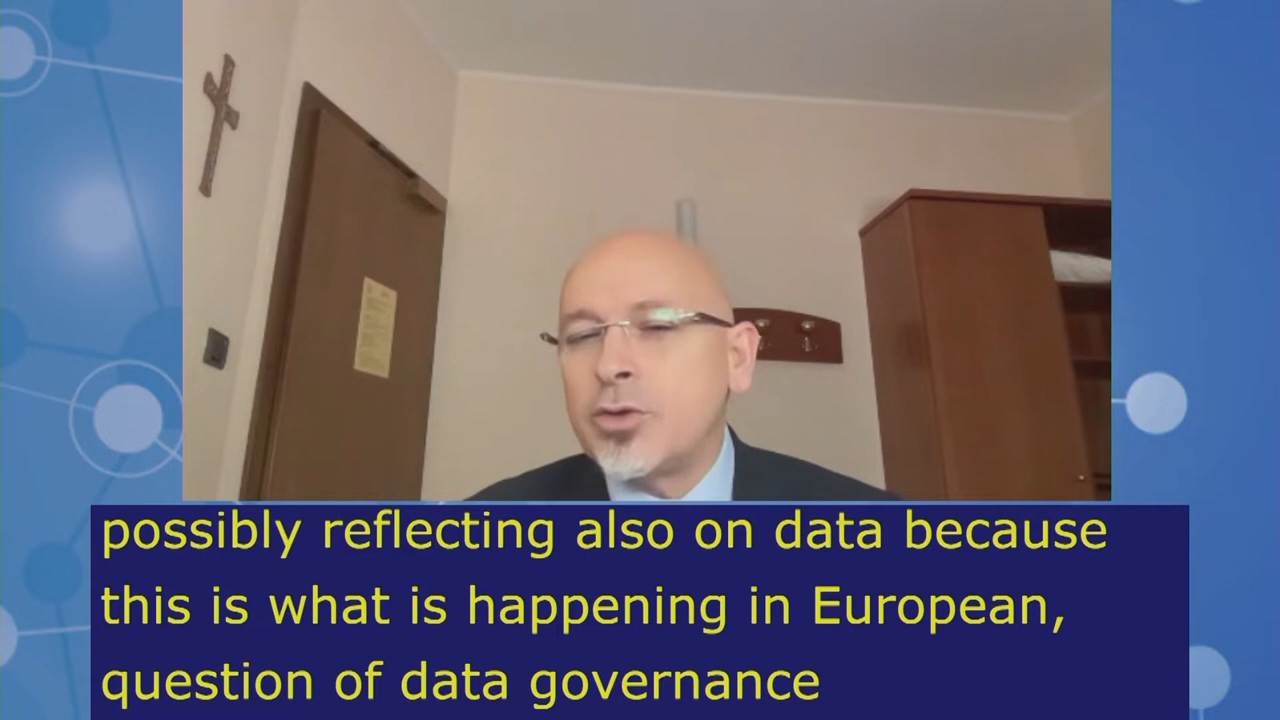 possibly reflecting also on data because
this is what is happening in European,
question of data governance